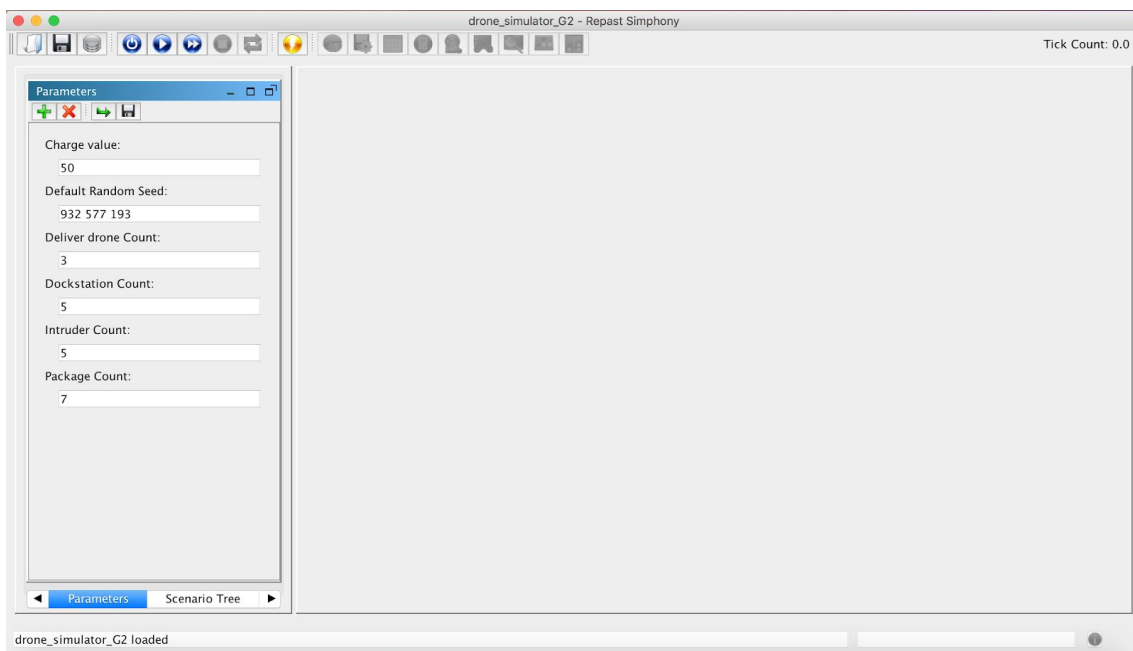 drone_simulator_G2 - Repast Simphony
Tick Count: 0.0
Parameters
Charge value:
50
Default Random Seed:
932 577 193
Deliver drone Count:
3
Dockstation Count:
5
Intruder Count:
5
Package Count:
7
Parameters Scenario Tree
drone_simulator_G2 loaded